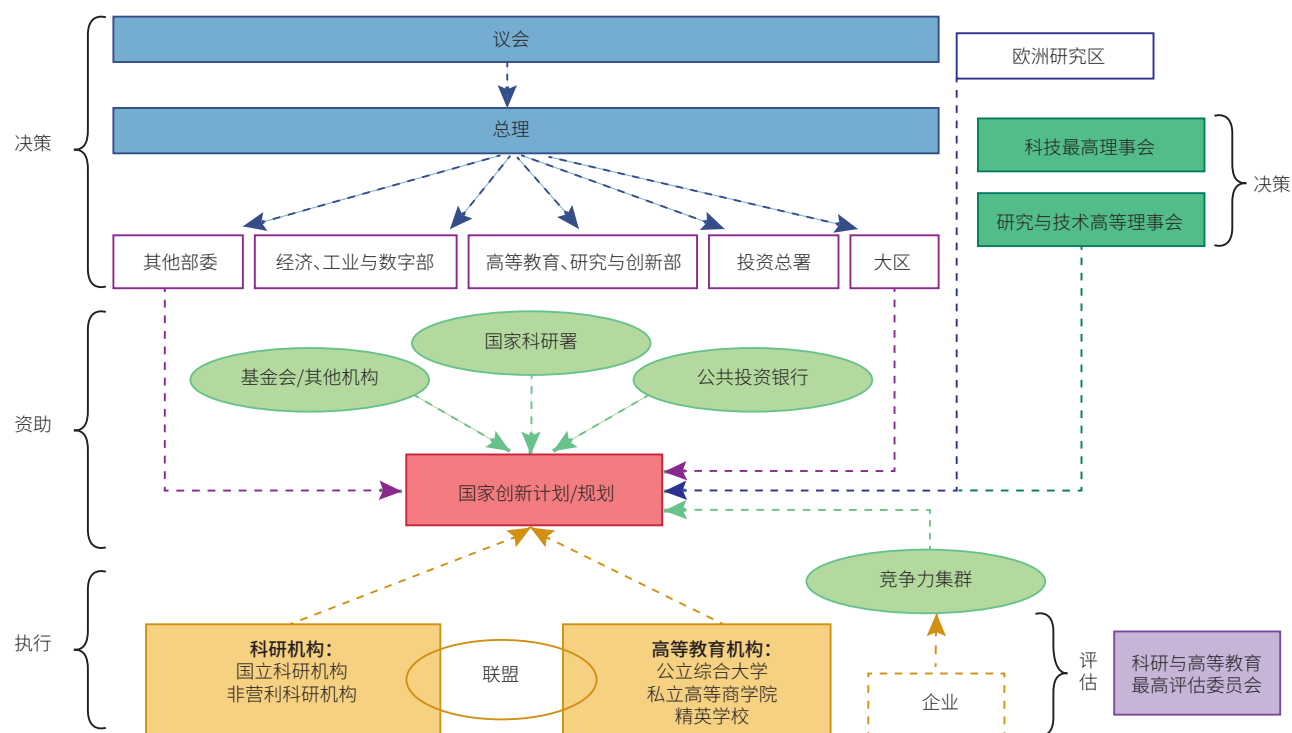 议会
欧洲研究区
总理
决策
科技最高理事会
决策
研究与技术高等理事会
其他部委
经济、工业与数字部
高等教育、研究与创新部
投资总署
大区
国家科研署
基金会/其他机构
公共投资银行
资助
国家创新计划/规划
竞争力集群
执行
科研机构：
国立科研机构
非营利科研机构
联盟
高等教育机构：
公立综合大学
私立高等商学院
精英学校
企业
评
估
科研与高等教育
最高评估委员会